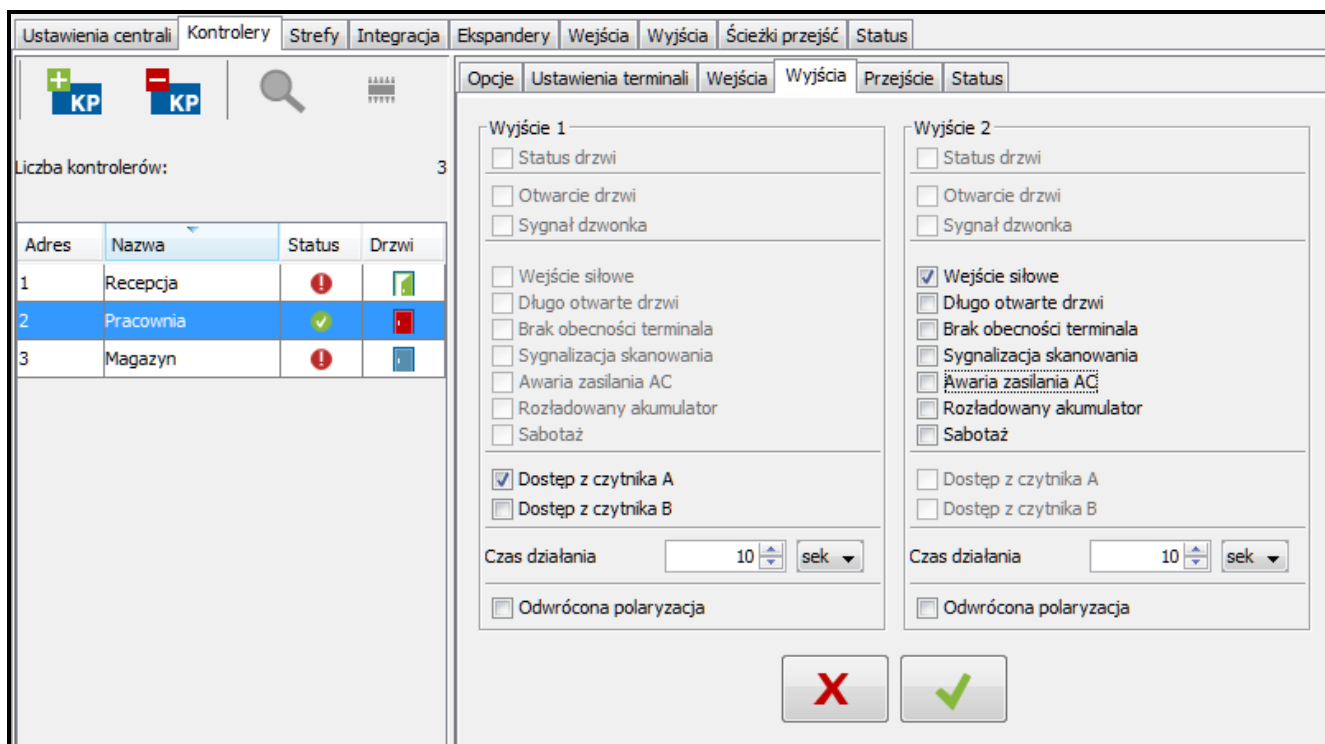 Ustawienia centrali Kontrolery Strefy Integracja Ekspandery Wejścia Wyjścia Ścieżki przejść Status
KP KP
Liczba kontrolerów: 3
Adres Nazwa Status Drzwi
1 Recepcja
2 Pracownia
3 Magazyn
Opcje Ustawienia terminali Wejścia Wyjścia Przejście Status
Wyjście 1
Status drzwi
Otwarcie drzwi
Sygnał dzwonka
Wejście siłowe
Długo otwarte drzwi
Brak obecności terminala
Sygnalizacja skanowania
Awaria zasilania AC
Rozładowany akumulator
Sabotaż
Dostęp z czytnika A
Dostęp z czytnika B
Czas działania 10 sek
Odwrócona polaryzacja
Wyjście 2
Status drzwi
Otwarcie drzwi
Sygnał dzwonka
Wejście siłowe
Długo otwarte drzwi
Brak obecności terminala
Sygnalizacja skanowania
Awaria zasilania AC
Rozładowany akumulator
Sabotaż
Dostęp z czytnika A
Dostęp z czytnika B
Czas działania 10 sek
Odwrócona polaryzacja